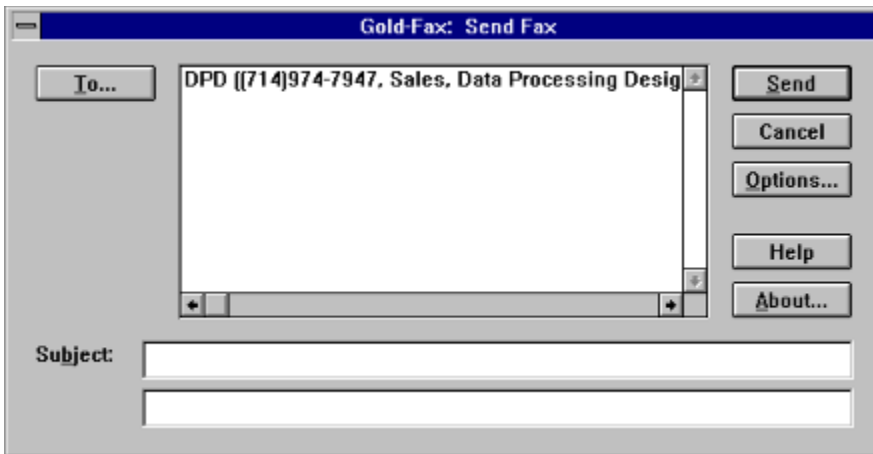 Gold-Fax: Send Fax
To...
DPD ((714)974-7947, Sales, Data Processing Desig
Send
Cancel
Options...
Help
About...
Subject: